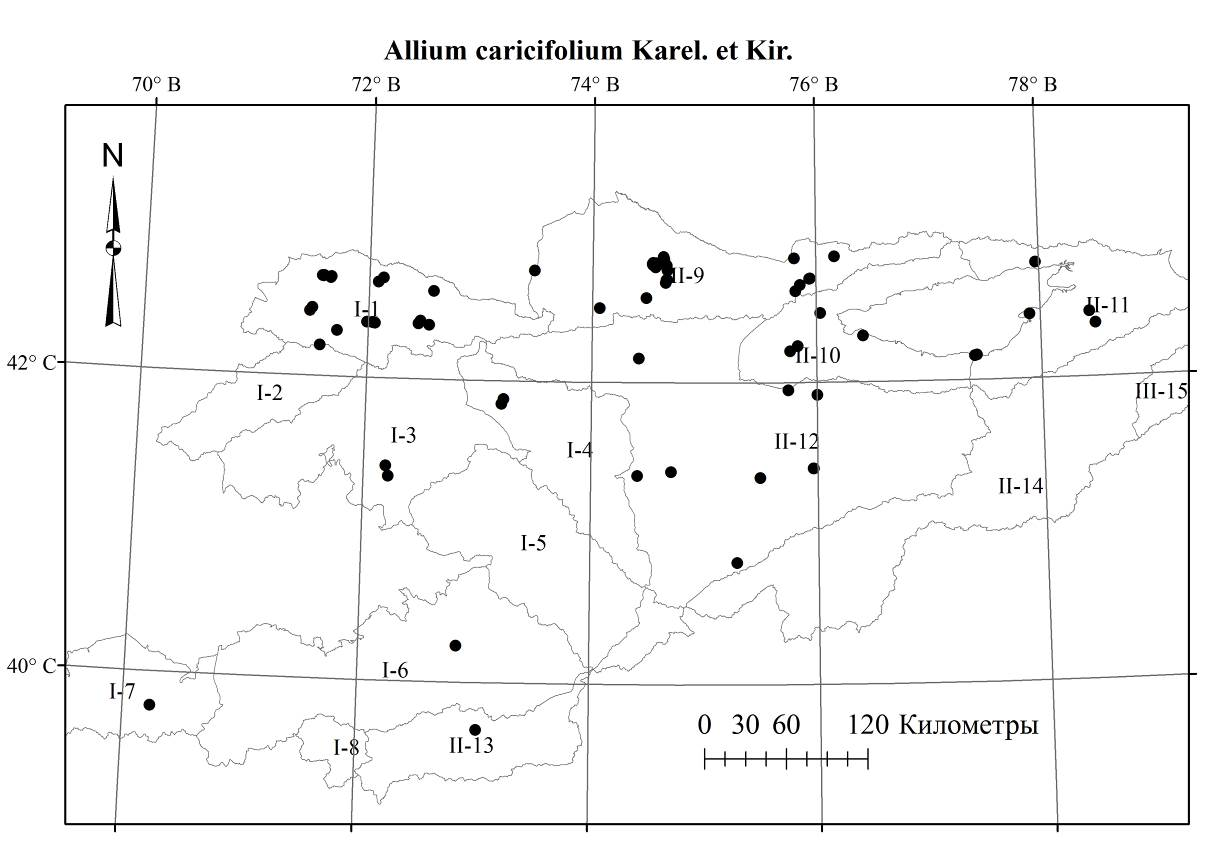 Allium caricifolium Karel. et Kir.
70° В 72° В 74° В 76° В 78° В
N
II-9
I-1
II-11
II-10
42° С
I-2
III-15
I-3
I-4
II-12
II-14
I-5
40° С
I-6
I-7
0 30 60 120 Километры
I-8
II-13